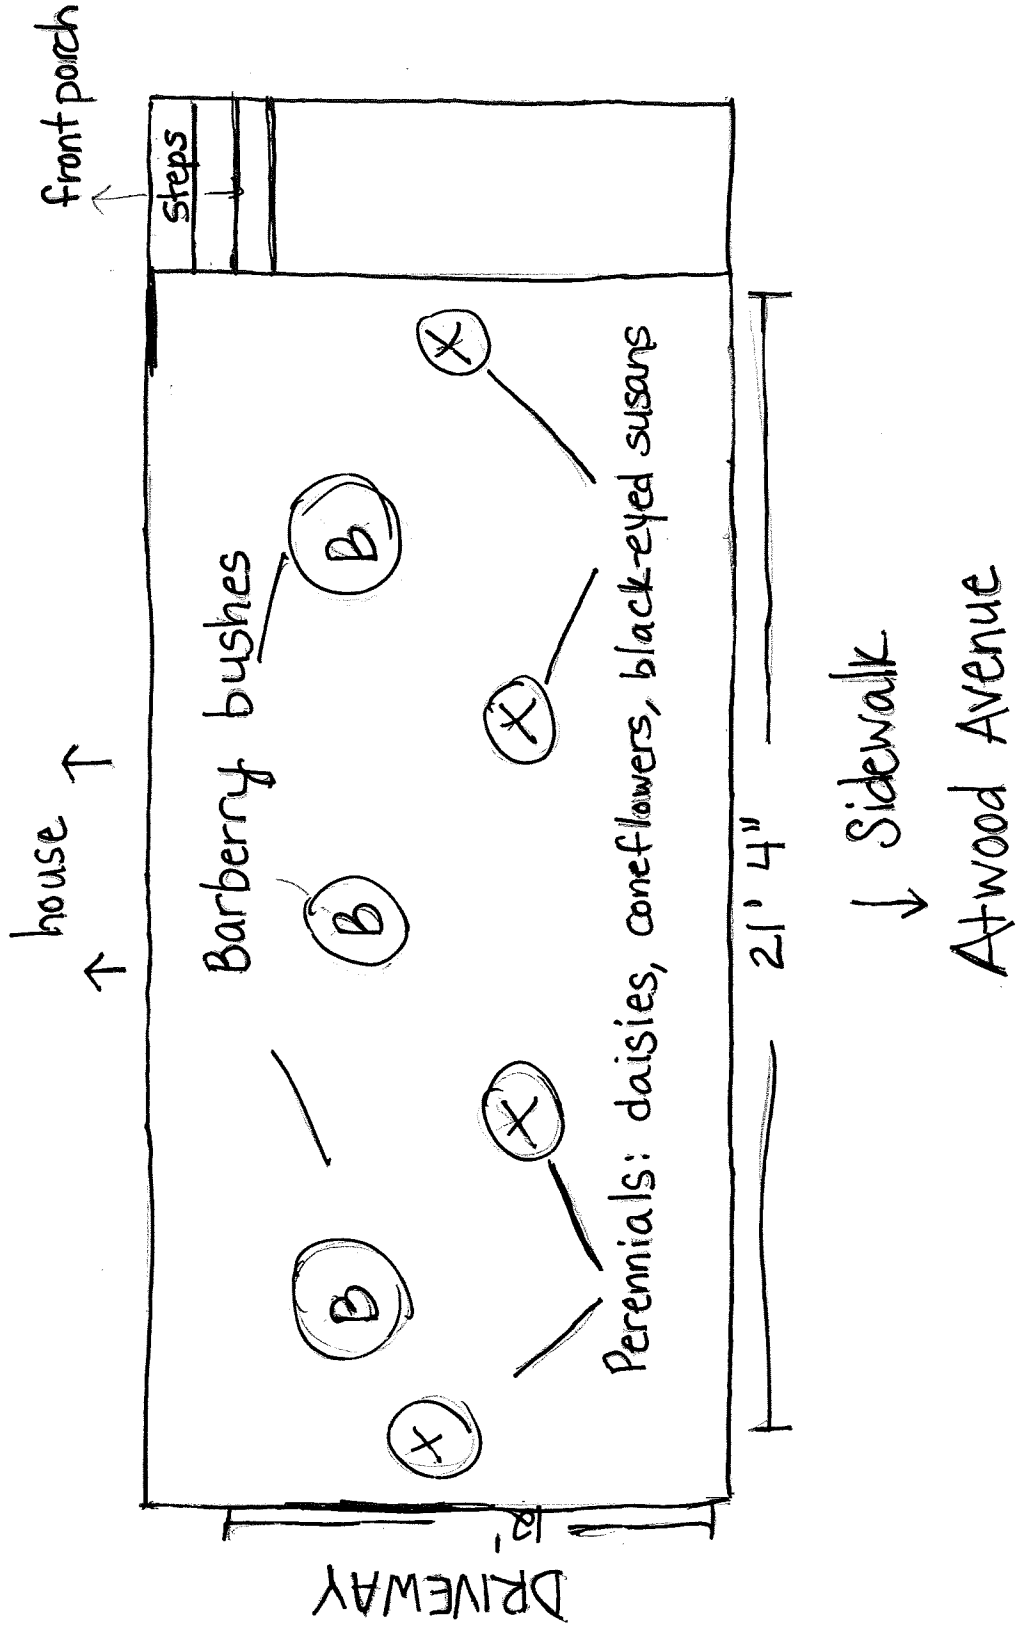 house
front porch
steps
Barberry bushes
B
B
B
X
X
X
X
Perennials: daisies, coneflowers, black-eyed susans
DRIVEWAY
12'
21' 4"
Sidewalk
Atwood Avenue